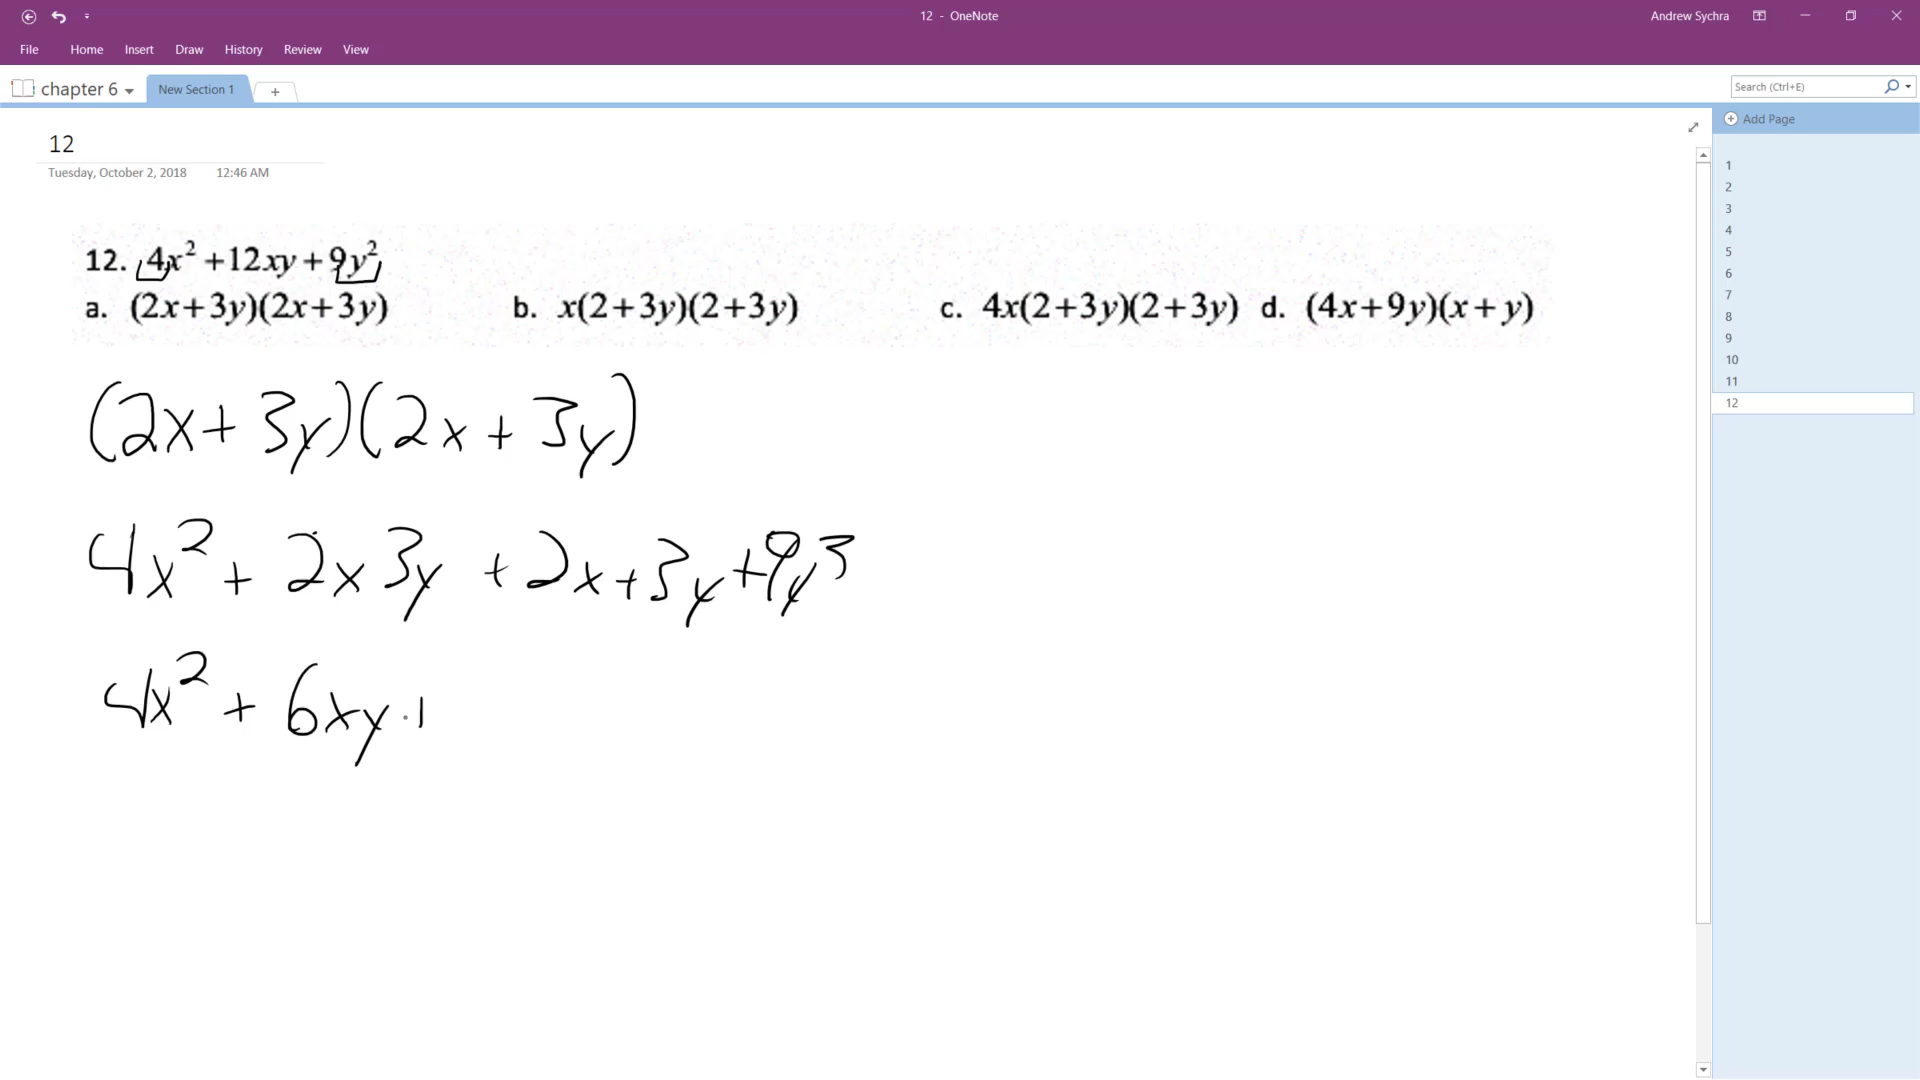 12 - OneNote
Andrew Sychra
File Home Insert Draw History Review View
chapter 6 New Section 1 +
Search (Ctrl+E)
Add Page
12
Tuesday, October 2, 2018 12:46 AM
12. 4x² +12xy + 9y²
a. (2x+3y)(2x+3y) b. x(2+3y)(2+3y) c. 4x(2+3y)(2+3y) d. (4x+9y)(x+y)
(2x+ 3y)(2x + 3y)
4x² + 2x 3y + 2x+3y+9y³
4x² + 6xy
1
2
3
4
5
6
7
8
9
10
11
12